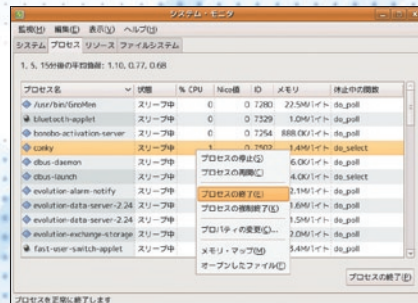 システム・モニタ
監視(M) 編集(E) 表示(V) ヘルプ(H)
システム プロセス リソース ファイルシステム
1、5、15分間の平均負荷: 1.10, 0.77, 0.68
プロセス名 状態 % CPU Nice値 ID メモリ 休止中の関数
/usr/bin/GnoMenu スリープ中 0 0 7280 22.5Mバイト do_poll
bluetooth-applet スリープ中 0 0 7329 1.0Mバイト do_poll
bonobo-activation-server スリープ中 0 0 7254 888.0Kバイト do_poll
conky スリープ中 1 0 7302 1.4Mバイト do_select
dbus-daemon スリープ中 do_poll
dbus-launch スリープ中 do_select
evolution-alarm-notify スリープ中 do_poll
evolution-data-server-2.24 スリープ中 do_poll
evolution-data-server-2.24 スリープ中 do_poll
evolution-exchange-storage スリープ中 do_poll
fast-user-switch-applet スリープ中 do_poll
プロセスの停止(S)
プロセスの再開(C)
プロセスの終了(E)
プロセスの強制終了(K)
プロパティの変更(C)...
メモリ・マップ(M)
オープンしたファイル(F)
プロセスの終了(P)
プロセスを正常に終了します